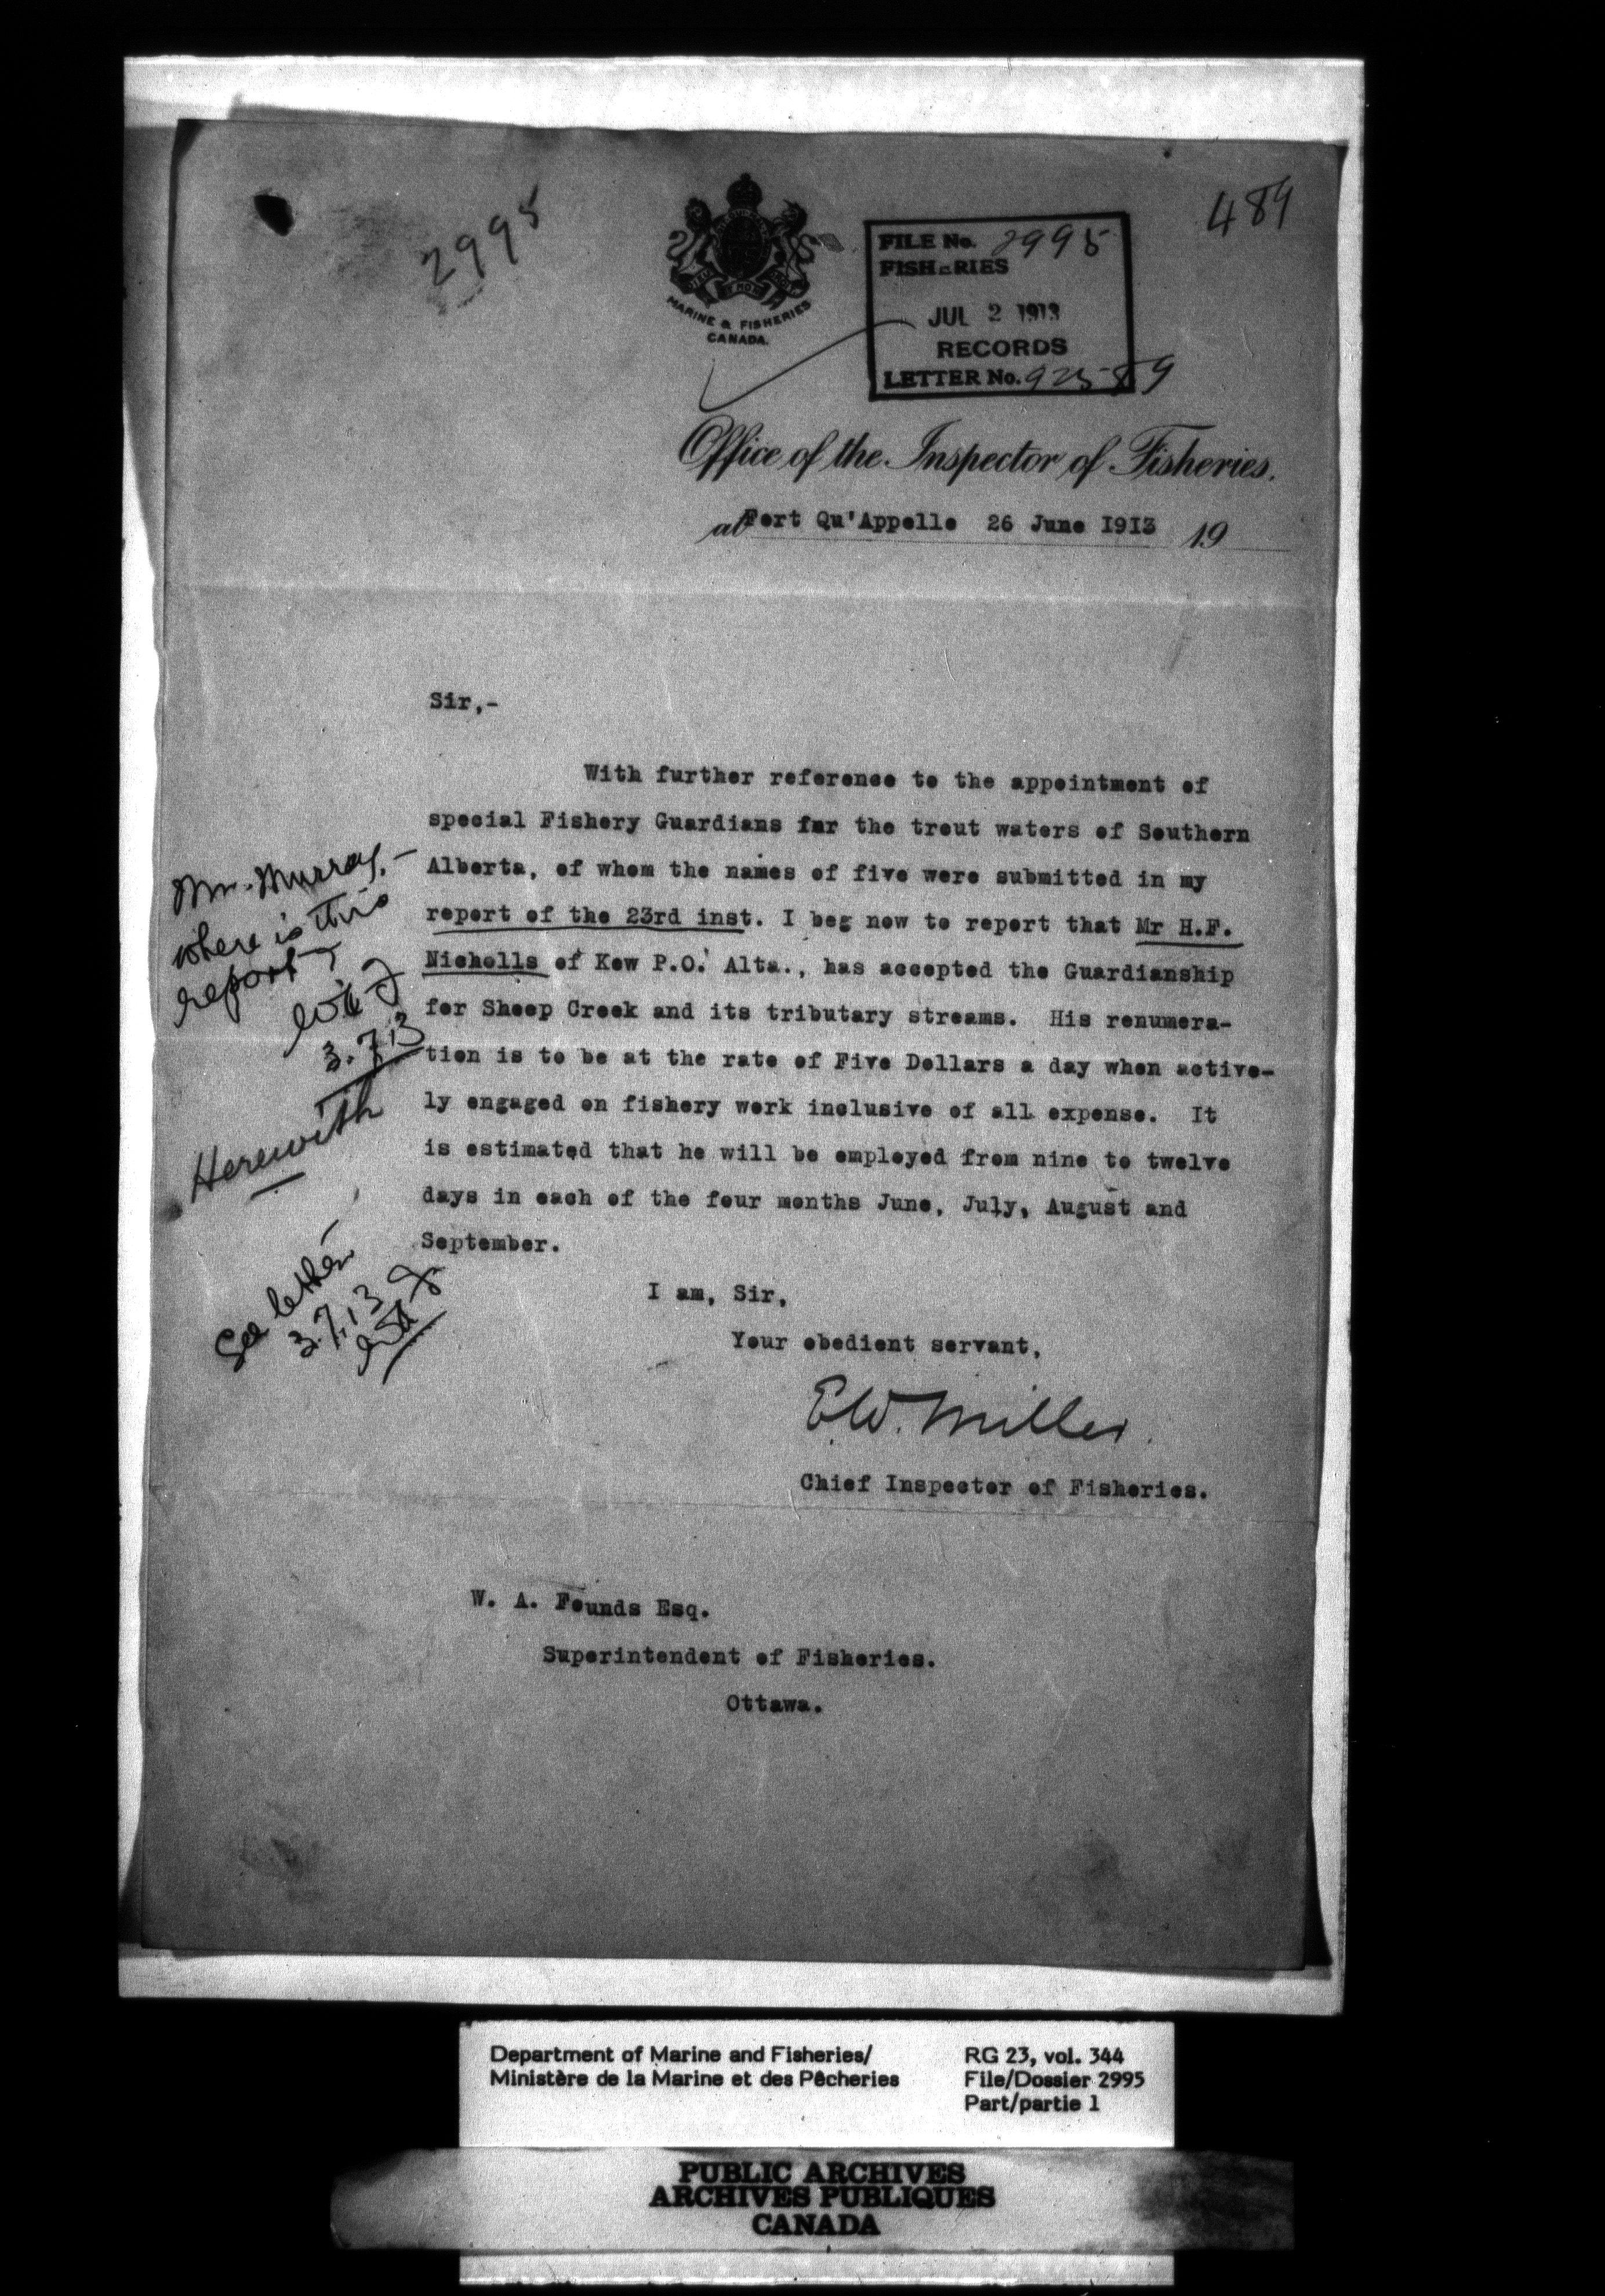 2995
489
MARINE & FISHERIES
CANADA.
FILE No. 2995
FISHERIES
JUL 2 1913
RECORDS
LETTER No. 92589
Office of the Inspector of Fisheries.
at Fort Qu'Appelle 26 June 1913 19
Sir,-
With further reference to the appointment of
special Fishery Guardians for the trout waters of Southern
Alberta, of whom the names of five were submitted in my
report of the 23rd inst. I beg now to report that Mr H.F.
Nicholls of Kew P.O. Alta., has accepted the Guardianship
for Sheep Creek and its tributary streams. His renumera-
tion is to be at the rate of Five Dollars a day when active-
ly engaged on fishery work inclusive of all expense. It
is estimated that he will be employed from nine to twelve
days in each of the four months June, July, August and
September.
I am, Sir,
Your obedient servant,
E.W. Miller
Chief Inspector of Fisheries.
Mr. Murray,-
where is this
report?
3.7.13
Herewith
See letter
3.7.13
W. A. Founds Esq.
Superintendent of Fisheries.
Ottawa.
Department of Marine and Fisheries/
Ministère de la Marine et des Pêcheries
RG 23, vol. 344
File/Dossier 2995
Part/partie 1
PUBLIC ARCHIVES
ARCHIVES PUBLIQUES
CANADA